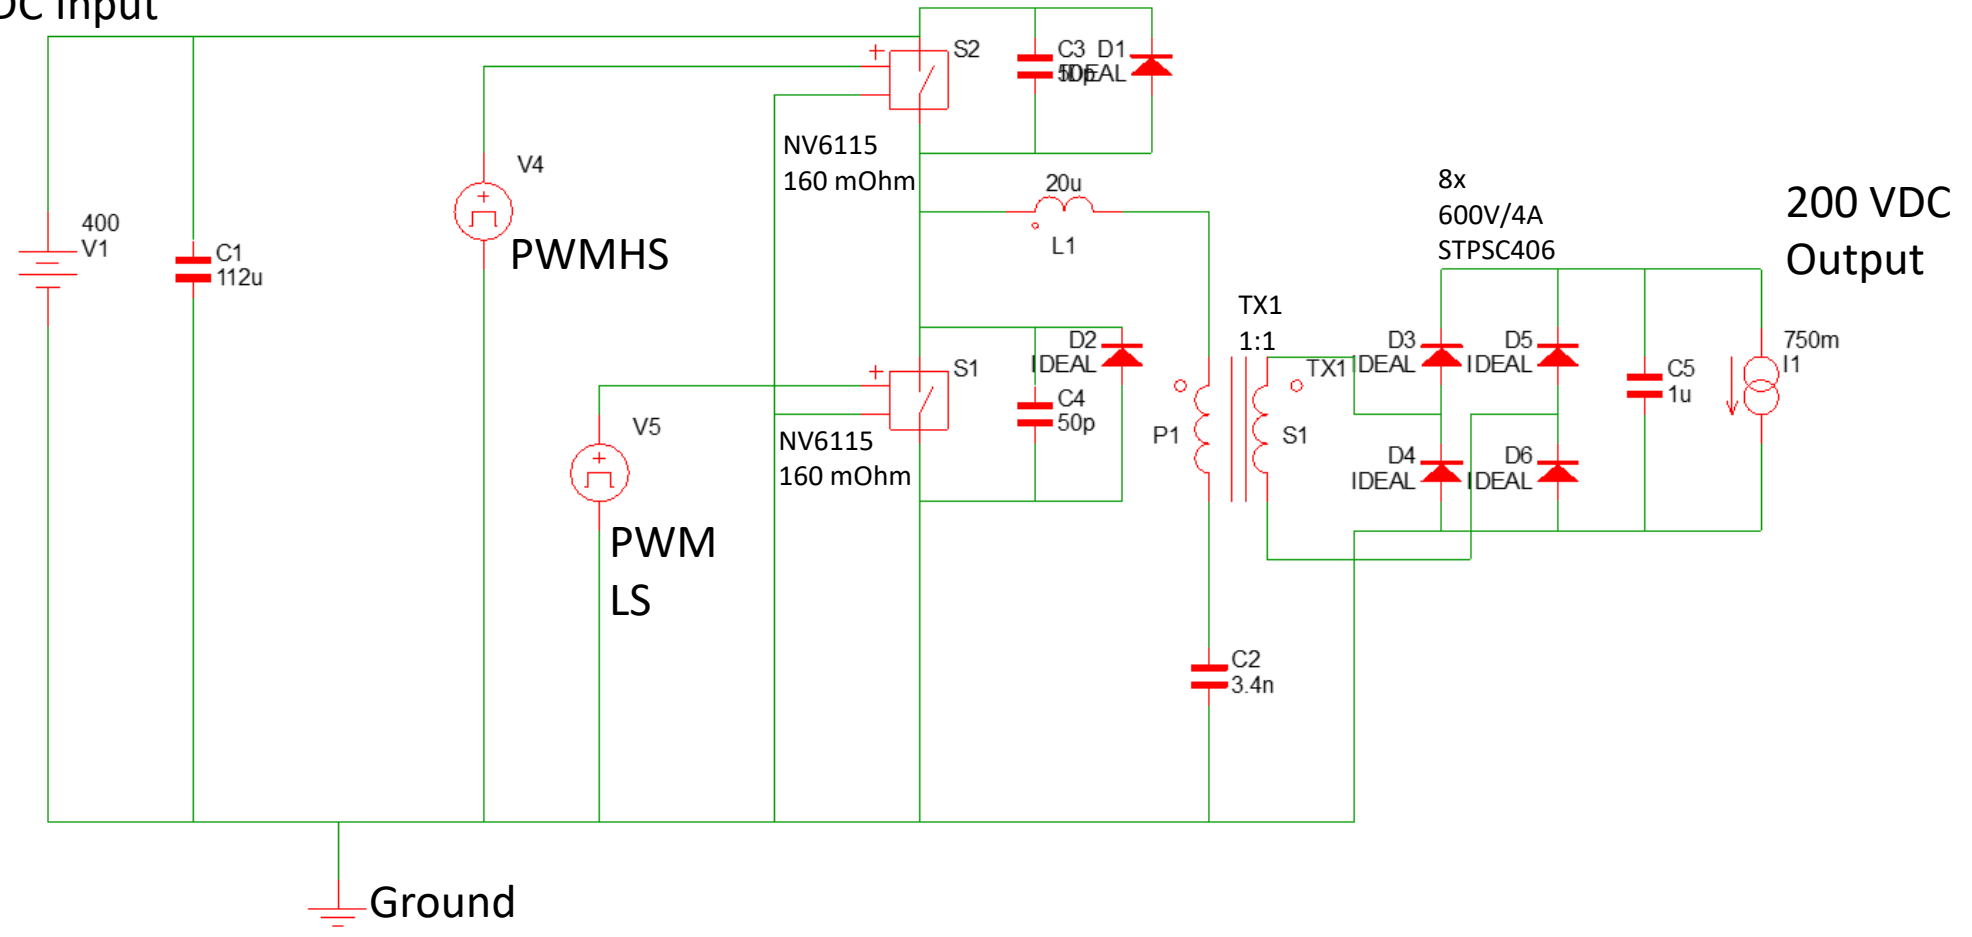 DC Input
S2
C3 D1
50p
IDEAL
NV6115
160 mOhm
V4
PWMHS
400
V1
C1
112u
20u
L1
8x
600V/4A
STPSC406
200 VDC
Output
TX1
1:1
D2
IDEAL
S1
C4
50p
V5
NV6115
160 mOhm
PWM
LS
P1
S1
TX1
D3
IDEAL
D5
IDEAL
D4
IDEAL
D6
IDEAL
C5
1u
750m
I1
C2
3.4n
Ground